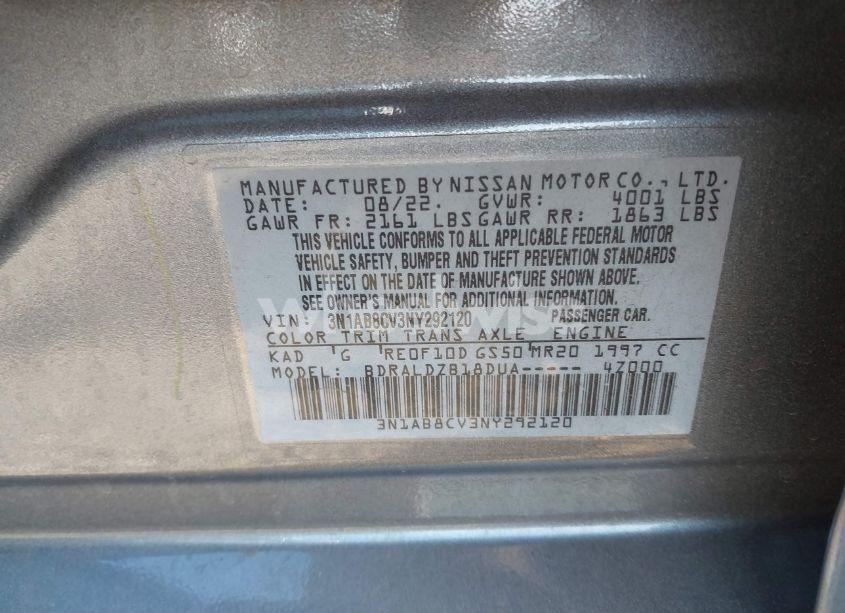 MANUFACTURED BY NISSAN MOTOR CO., LTD.
DATE: 08/22. GVWR: 4001 LBS
GAWR FR: 2161 LBS GAWR RR: 1863 LBS
THIS VEHICLE CONFORMS TO ALL APPLICABLE FEDERAL MOTOR
VEHICLE SAFETY, BUMPER AND THEFT PREVENTION STANDARDS
IN EFFECT ON THE DATE OF MANUFACTURE SHOWN ABOVE.
SEE OWNER'S MANUAL FOR ADDITIONAL INFORMATION.
VIN: 3N1AB8CV3NY292120 PASSENGER CAR.
COLOR TRIM TRANS AXLE ENGINE
KAD G RE0F10D GS50 MR20 1997 CC
MODEL: BDRALDZB18DUA----- 4Z000
3N1AB8CV3NY292120